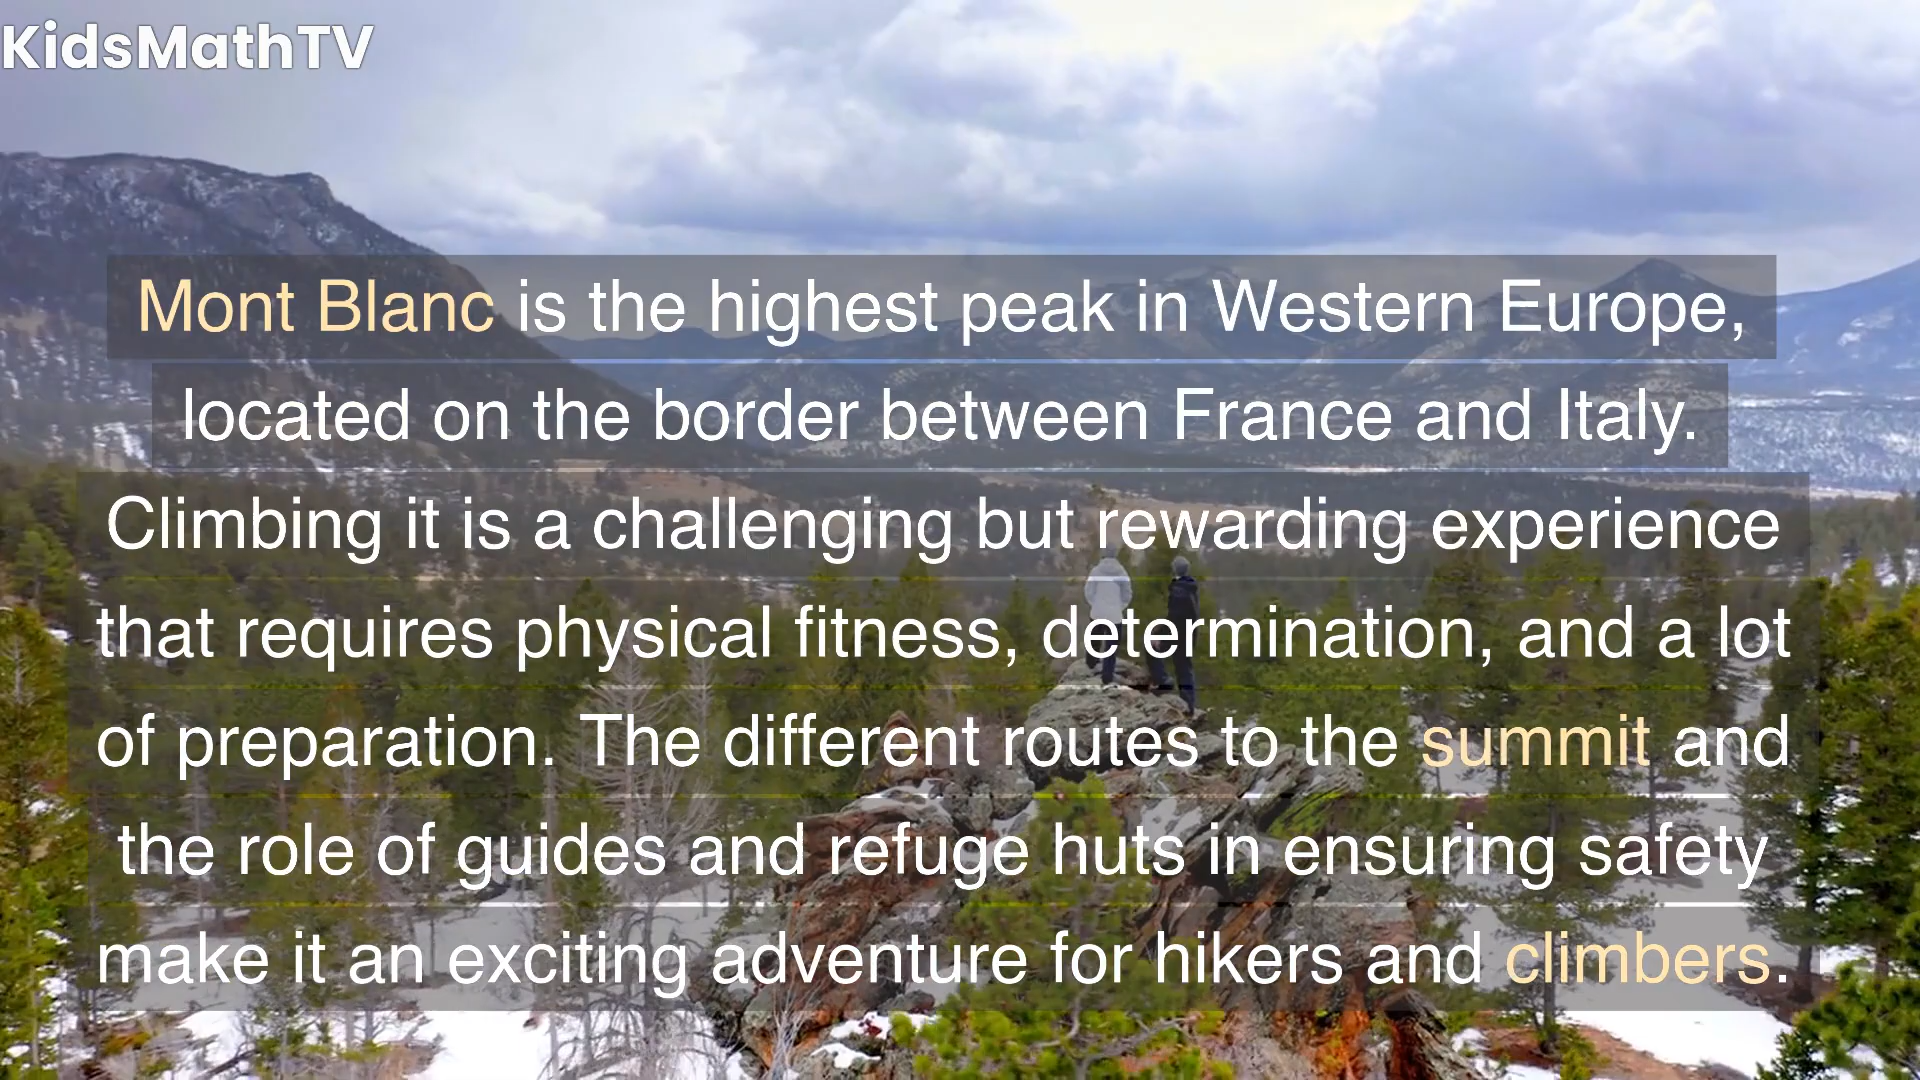 KidsMathTV
Mont Blanc is the highest peak in Western Europe,
located on the border between France and Italy.
Climbing it is a challenging but rewarding experience
that requires physical fitness, determination, and a lot
of preparation. The different routes to the summit and
the role of guides and refuge huts in ensuring safety
make it an exciting adventure for hikers and climbers.